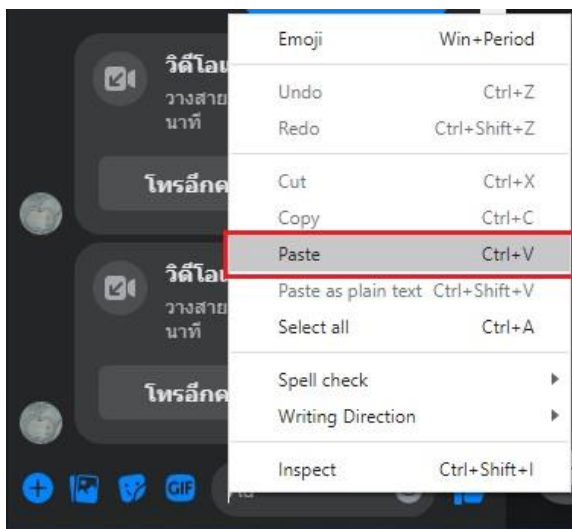 Emoji Win+Period
Undo Ctrl+Z
Redo Ctrl+Shift+Z
Cut Ctrl+X
Copy Ctrl+C
Paste Ctrl+V
Paste as plain text Ctrl+Shift+V
Select all Ctrl+A
Spell check
Writing Direction
Inspect Ctrl+Shift+I
วิดีโอแ
วางสาย
นาที
โทรอีกค
วิดีโอแ
วางสาย
นาที
โทรอีกค
GIF
Aa